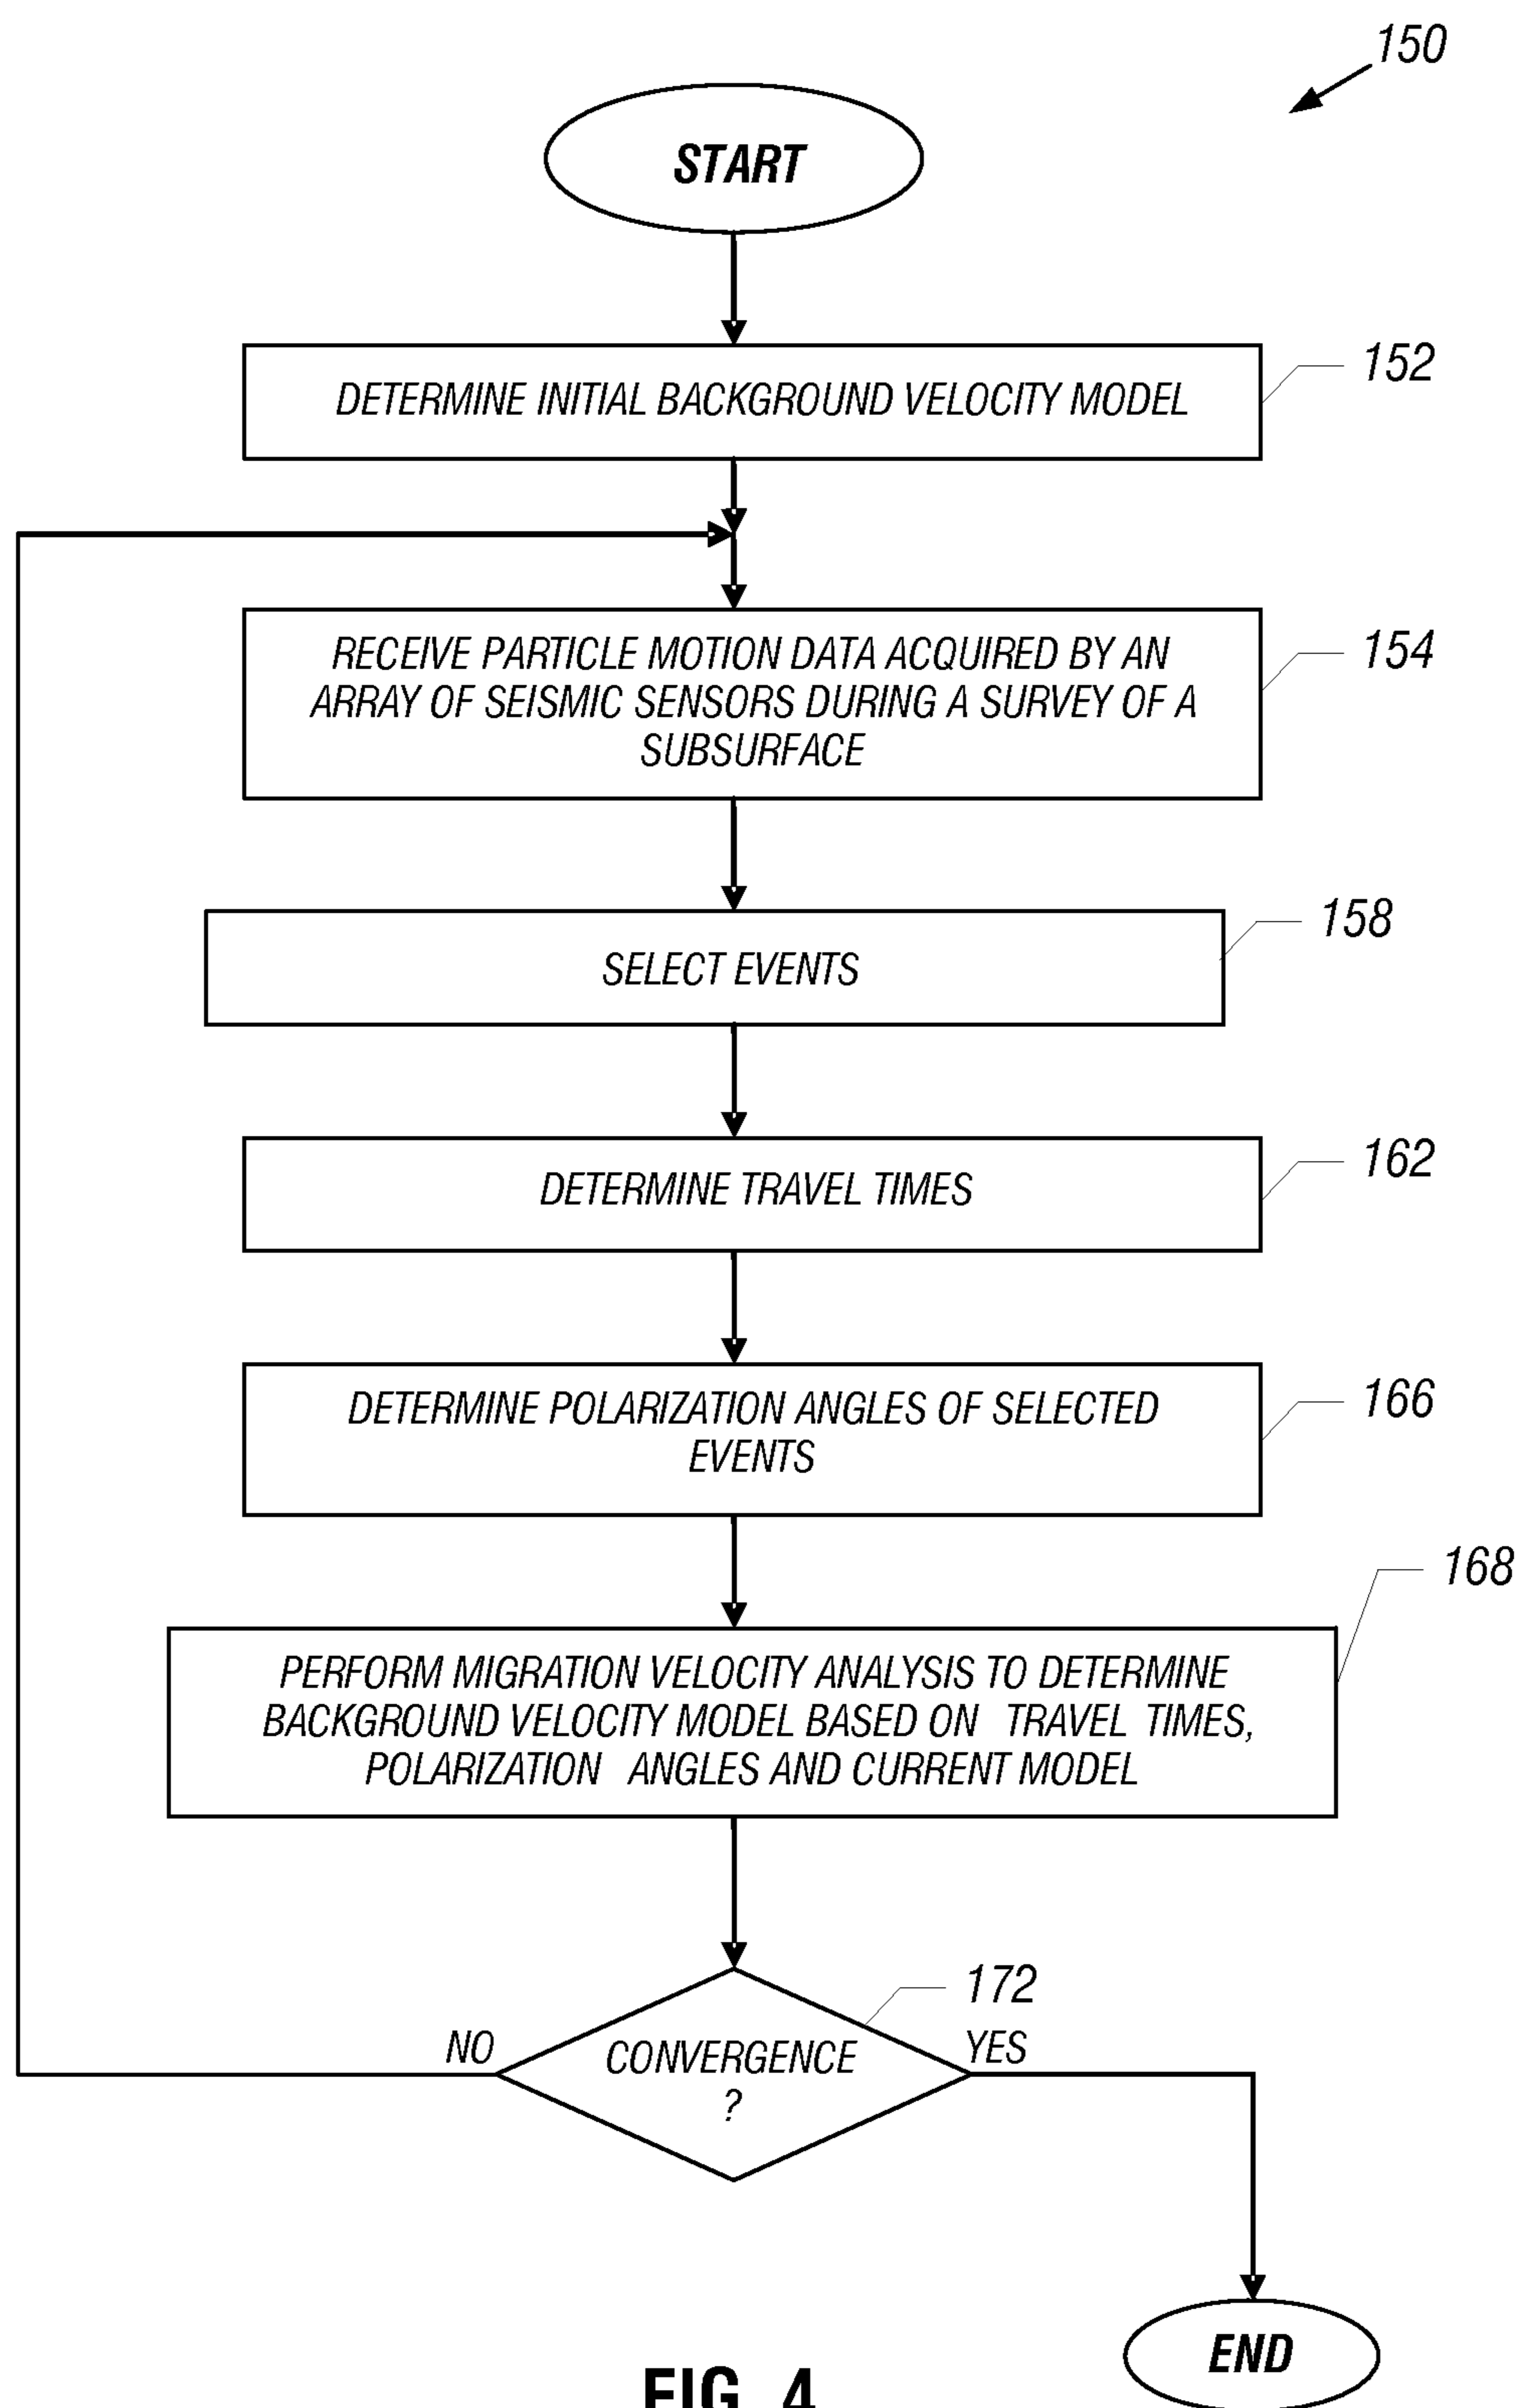 150
START
DETERMINE INITIAL BACKGROUND VELOCITY MODEL
152
RECEIVE PARTICLE MOTION DATA ACQUIRED BY AN
ARRAY OF SEISMIC SENSORS DURING A SURVEY OF A
SUBSURFACE
154
SELECT EVENTS
158
DETERMINE TRAVEL TIMES
162
DETERMINE POLARIZATION ANGLES OF SELECTED
EVENTS
166
PERFORM MIGRATION VELOCITY ANALYSIS TO DETERMINE
BACKGROUND VELOCITY MODEL BASED ON TRAVEL TIMES,
POLARIZATION ANGLES AND CURRENT MODEL
168
172
NO
CONVERGENCE
?
YES
END
FIG. 4